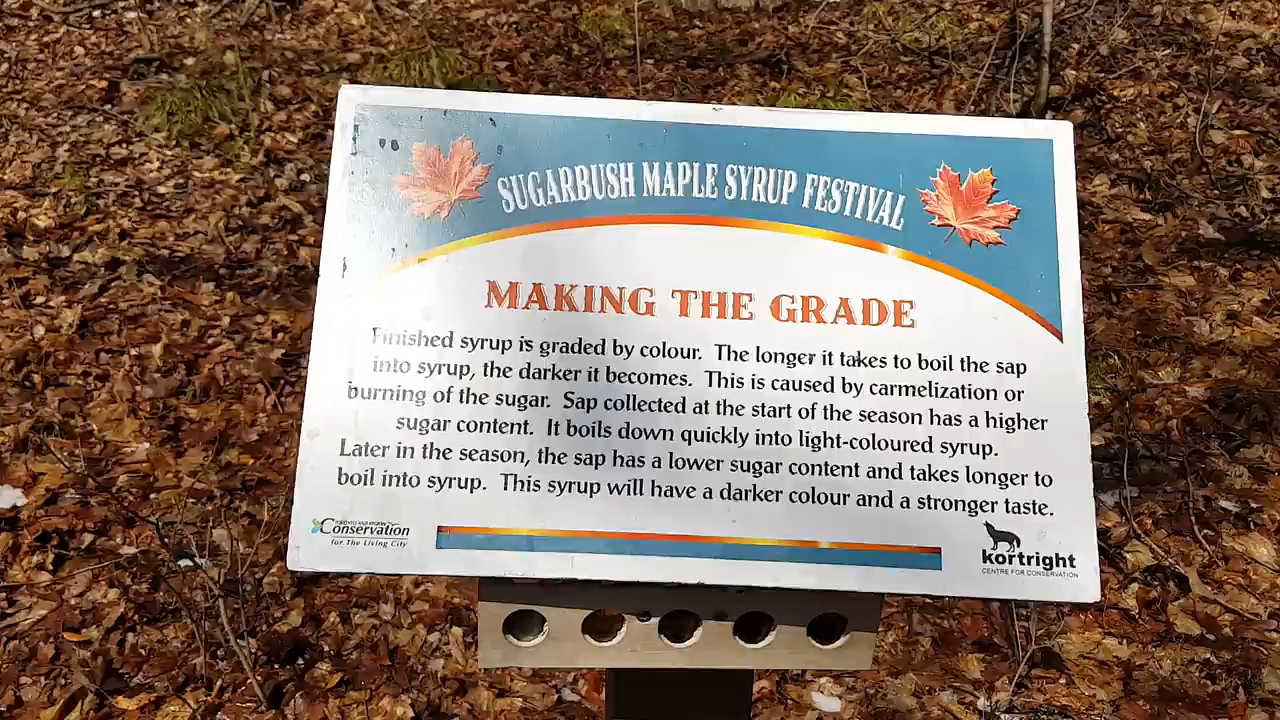 SUGARBUSH MAPLE SYRUP FESTIVAL
MAKING THE GRADE
Finished syrup is graded by colour. The longer it takes to boil the sap
into syrup, the darker it becomes. This is caused by carmelization or
burning of the sugar. Sap collected at the start of the season has a higher
sugar content. It boils down quickly into light-coloured syrup.
Later in the season, the sap has a lower sugar content and takes longer to
boil into syrup. This syrup will have a darker colour and a stronger taste.
TORONTO AND REGION
Conservation
for The Living City
kortright
CENTRE FOR CONSERVATION